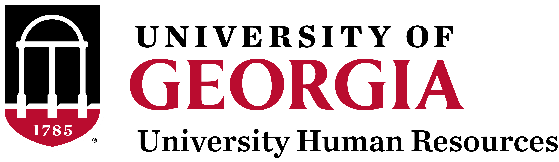 UNIVERSITY OF
GEORGIA
University Human Resources
1785
®